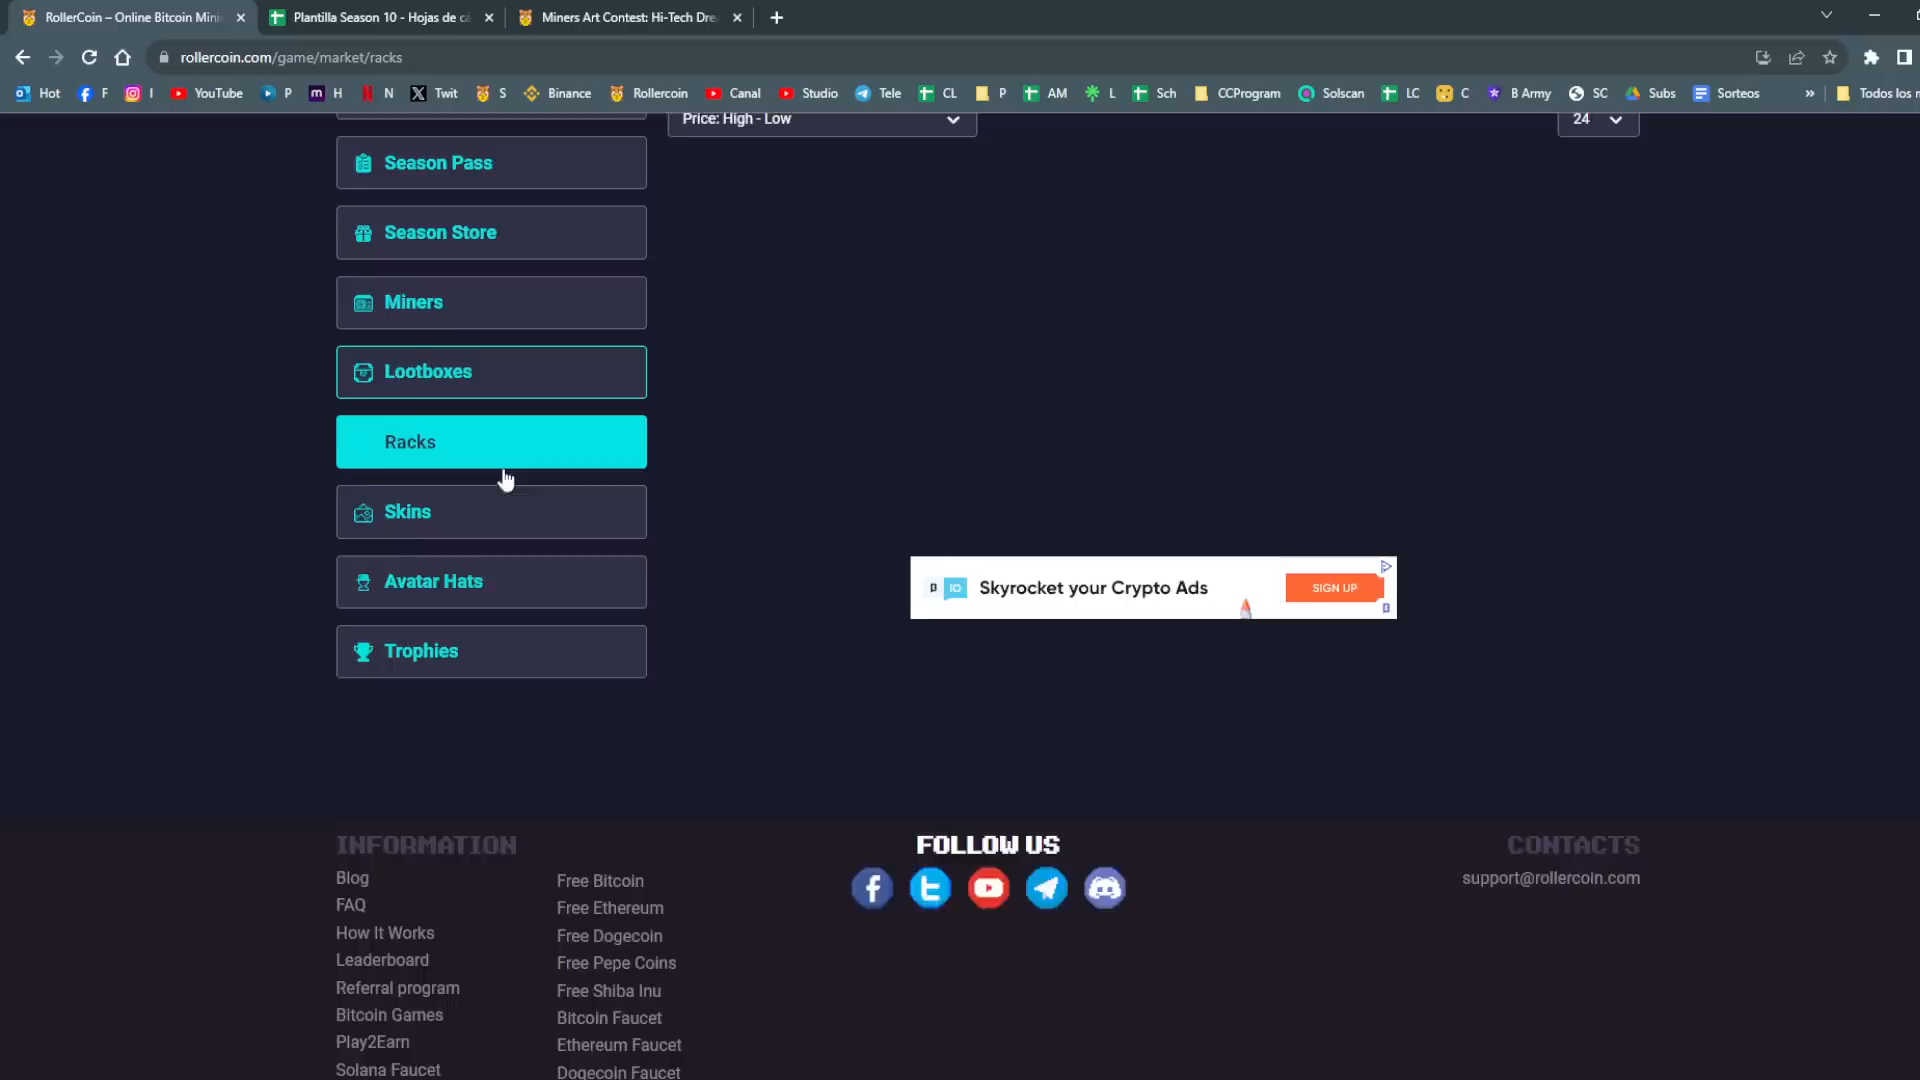 RollerCoin – Online Bitcoin Mini
Plantilla Season 10 - Hojas de cá
Miners Art Contest: Hi-Tech Dre
rollercoin.com/game/market/racks
Hot F I YouTube P H N Twit S Binance Rollercoin Canal Studio Tele CL P AM L Sch CCProgram Solscan LC C B Army SC Subs Sorteos » Todos los m
Price: High - Low
24
Season Pass
Season Store
Miners
Lootboxes
Racks
Skins
Avatar Hats
Trophies
IO Skyrocket your Crypto Ads SIGN UP
INFORMATION
Blog
FAQ
How It Works
Leaderboard
Referral program
Bitcoin Games
Play2Earn
Solana Faucet
Free Bitcoin
Free Ethereum
Free Dogecoin
Free Pepe Coins
Free Shiba Inu
Bitcoin Faucet
Ethereum Faucet
Dogecoin Faucet
FOLLOW US
CONTACTS
support@rollercoin.com